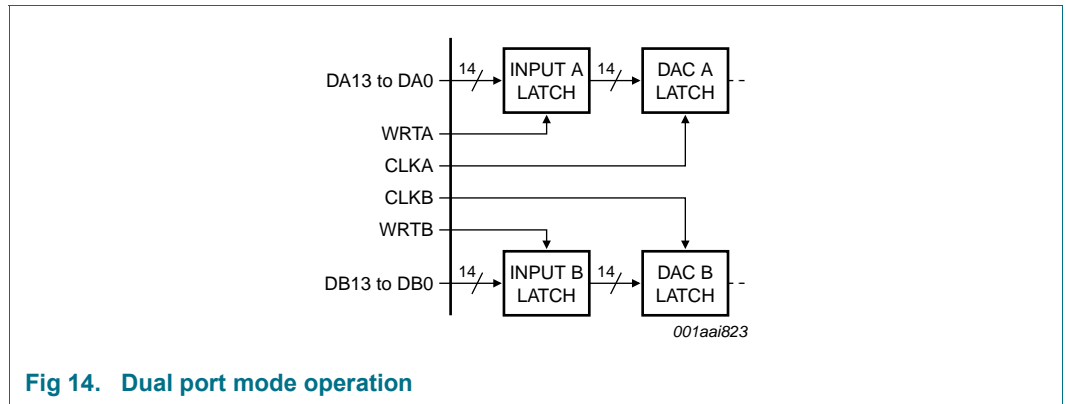 DA13 to DA0
14
INPUT A
LATCH
14
DAC A
LATCH
WRTA
CLKA
CLKB
WRTB
DB13 to DB0
14
INPUT B
LATCH
14
DAC B
LATCH
001aai823
Fig 14. Dual port mode operation